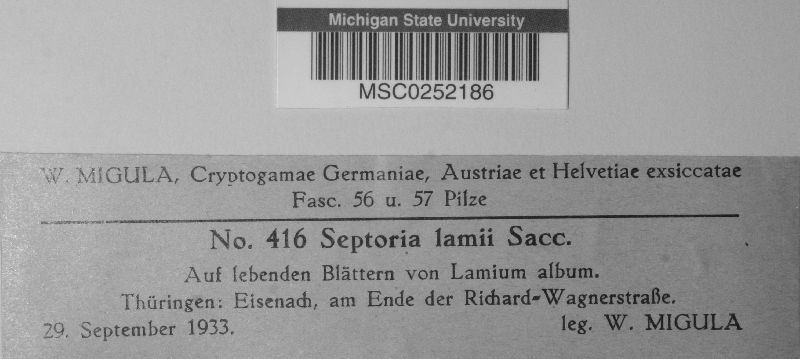 Michigan State University
MSC0252186
W. MIGULA, Cryptogamae Germaniae, Austriae et Helvetiae exsiccatae
Fasc. 56 u. 57 Pilze
No. 416 Septoria lamii Sacc.
Auf lebenden Blättern von Lamium album.
Thüringen: Eisenach, am Ende der Richard-Wagnerstraße.
29. September 1933. leg. W. MIGULA